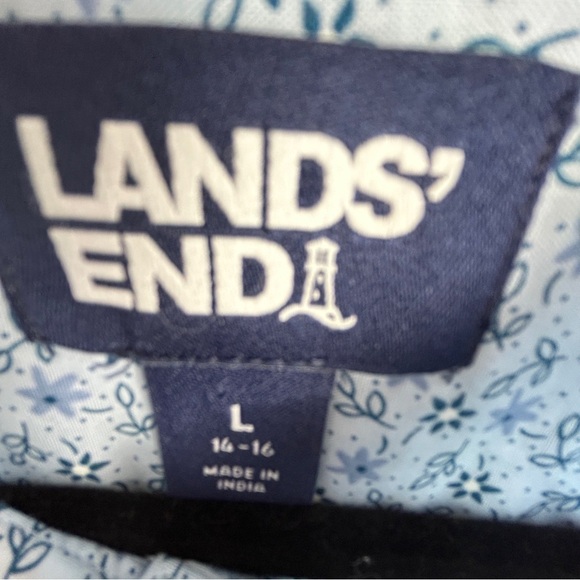 LANDS'
END
L
14-16
MADE IN
INDIA